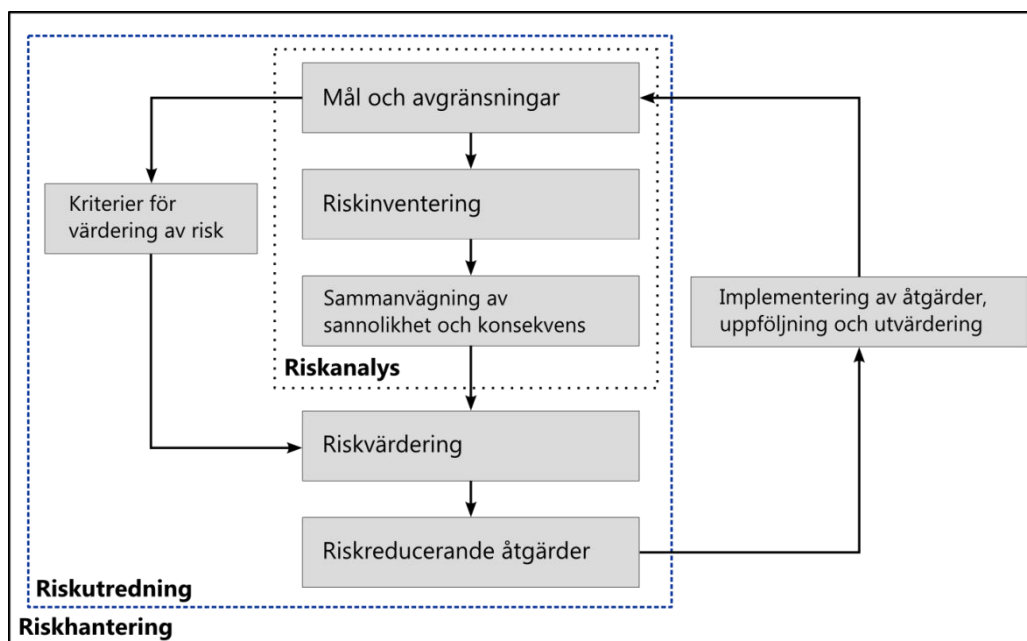 Mål och avgränsningar
Kriterier för
värdering av risk
Riskinventering
Sammanvägning av
sannolikhet och konsekvens
Implementering av åtgärder,
uppföljning och utvärdering
Riskanalys
Riskvärdering
Riskreducerande åtgärder
Riskutredning
Riskhantering